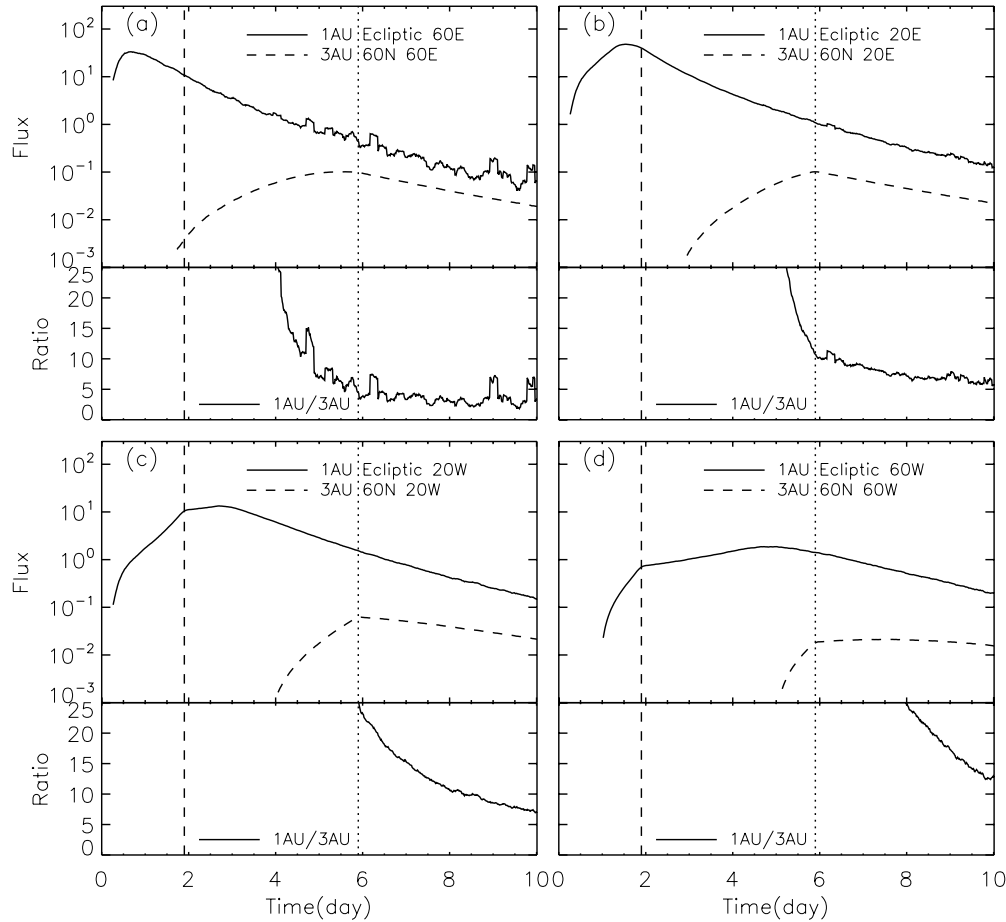 (a)
1AU Ecliptic 60E
3AU 60N 60E
Flux
10²
10¹
10⁰
10⁻¹
10⁻²
10⁻³
(b)
1AU Ecliptic 20E
3AU 60N 20E
Ratio
25
20
15
10
5
0
1AU/3AU
1AU/3AU
(c)
1AU Ecliptic 20W
3AU 60N 20W
Flux
10²
10¹
10⁰
10⁻¹
10⁻²
10⁻³
(d)
1AU Ecliptic 60W
3AU 60N 60W
Ratio
25
20
15
10
5
0
1AU/3AU
1AU/3AU
0 2 4 6 8 10
Time(day)
0 2 4 6 8 10
Time(day)